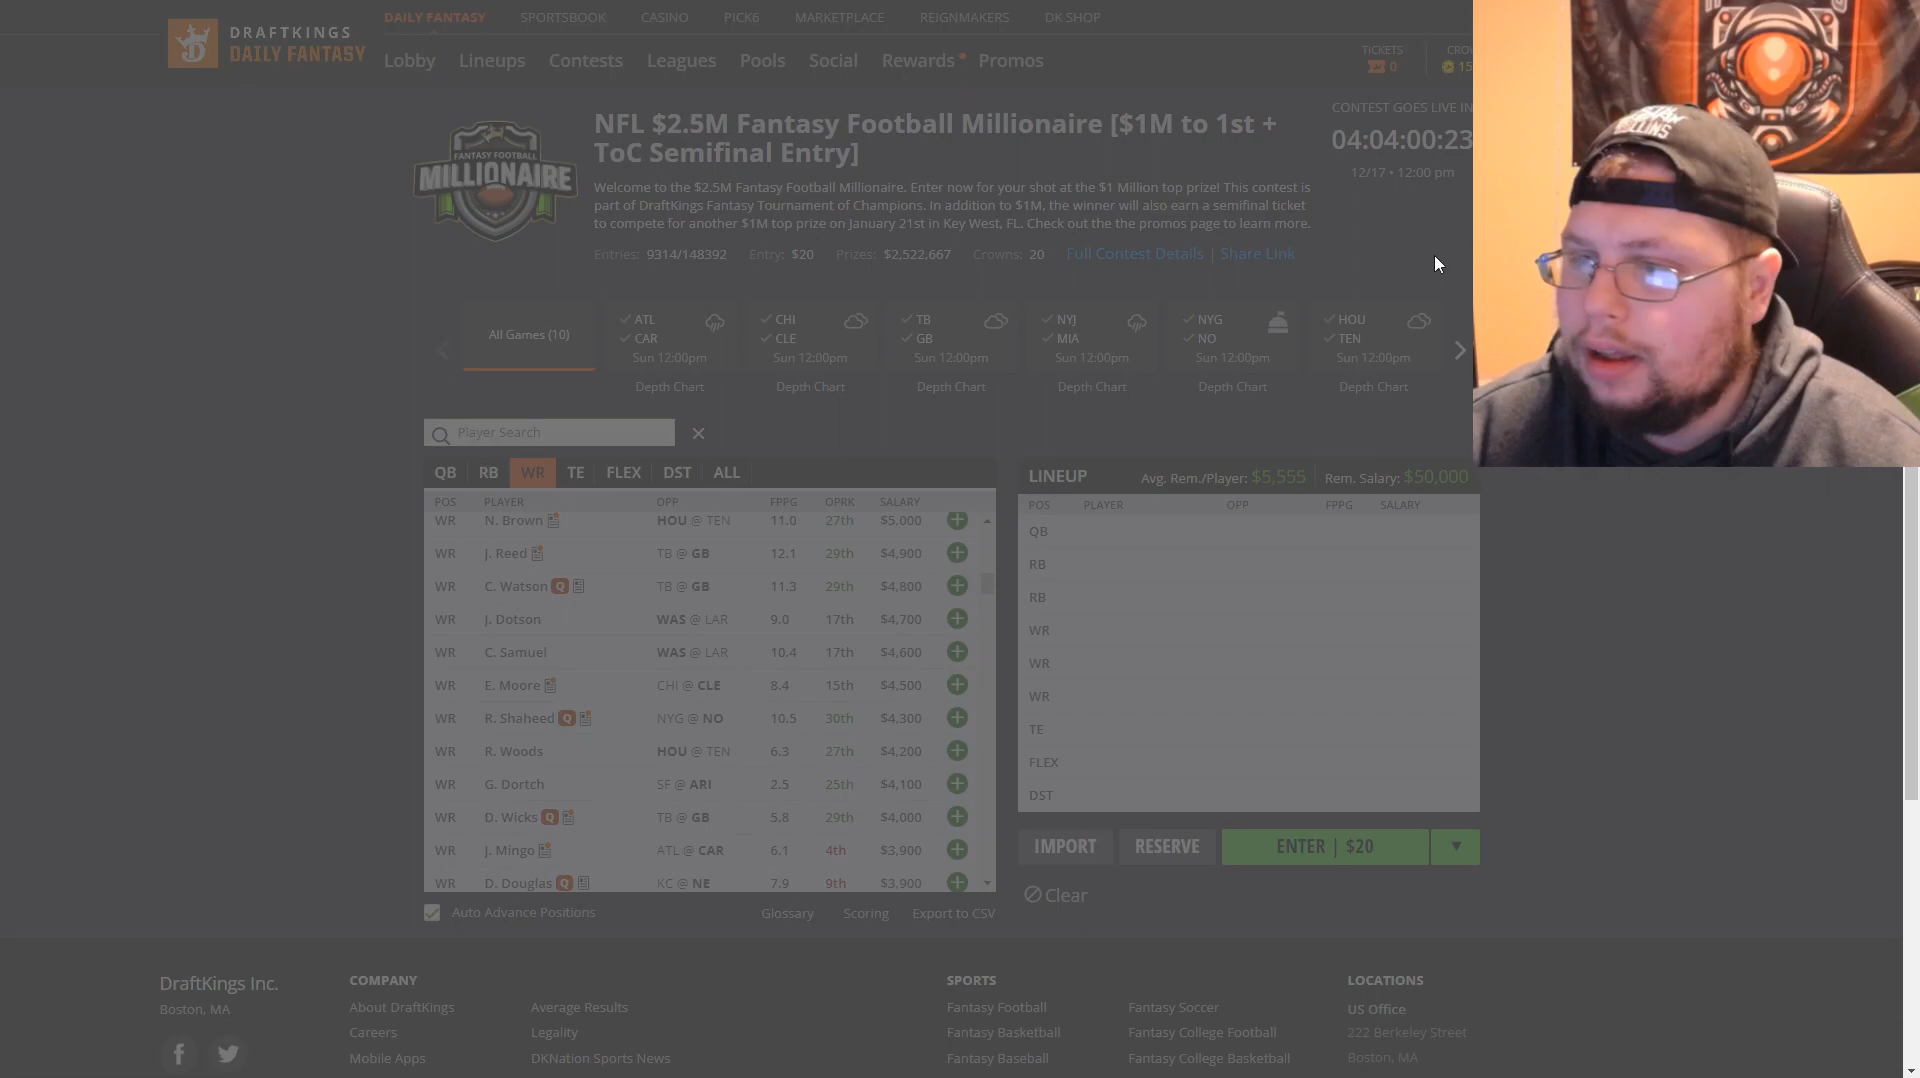 DAILY FANTASY SPORTSBOOK CASINO PICK6 MARKETPLACE REIGNMAKERS DK SHOP
DRAFTKINGS
DAILY FANTASY
Lobby Lineups Contests Leagues Pools Social Rewards Promos
TICKETS
0
15
NFL $2.5M Fantasy Football Millionaire [$1M to 1st +
ToC Semifinal Entry]
FANTASY FOOTBALL
MILLIONAIRE
Welcome to the $2.5M Fantasy Football Millionaire. Enter now for your shot at the $1 Million top prize! This contest is
part of DraftKings Fantasy Tournament of Champions. In addition to $1M, the winner will also earn a semifinal ticket
to compete for another $1M top prize on January 21st in Key West, FL. Check out the the promos page to learn more.
Entries: 9314/148392 Entry: $20 Prizes: $2,522,667 Crowns: 20 Full Contest Details | Share Link
CONTEST GOES LIVE IN
04:04:00:23
12/17 • 12:00 pm
All Games (10)
ATL
CAR
Sun 12:00pm
Depth Chart
CHI
CLE
Sun 12:00pm
Depth Chart
TB
GB
Sun 12:00pm
Depth Chart
NYJ
MIA
Sun 12:00pm
Depth Chart
NYG
NO
Sun 12:00pm
Depth Chart
HOU
TEN
Sun 12:00pm
Depth Chart
Player Search
QB RB WR TE FLEX DST ALL
POS PLAYER OPP FPPG OPRK SALARY
WR N. Brown HOU @ TEN 11.0 27th $5,000
WR J. Reed TB @ GB 12.1 29th $4,900
WR C. Watson Q TB @ GB 11.3 29th $4,800
WR J. Dotson WAS @ LAR 9.0 17th $4,700
WR C. Samuel WAS @ LAR 10.4 17th $4,600
WR E. Moore CHI @ CLE 8.4 15th $4,500
WR R. Shaheed Q NYG @ NO 10.5 30th $4,300
WR R. Woods HOU @ TEN 6.3 27th $4,200
WR G. Dortch SF @ ARI 2.5 25th $4,100
WR D. Wicks Q TB @ GB 5.8 29th $4,000
WR J. Mingo ATL @ CAR 6.1 4th $3,900
WR D. Douglas Q KC @ NE 7.9 9th $3,900
Auto Advance Positions Glossary Scoring Export to CSV
LINEUP Avg. Rem./Player: $5,555 Rem. Salary: $50,000
POS PLAYER OPP FPPG SALARY
QB
RB
RB
WR
WR
WR
TE
FLEX
DST
IMPORT RESERVE ENTER | $20
Clear
DraftKings Inc.
Boston, MA
COMPANY
About DraftKings Average Results
Careers Legality
Mobile Apps DKNation Sports News
SPORTS
Fantasy Football Fantasy Soccer
Fantasy Basketball Fantasy College Football
Fantasy Baseball Fantasy College Basketball
LOCATIONS
US Office
222 Berkeley Street
Boston, MA